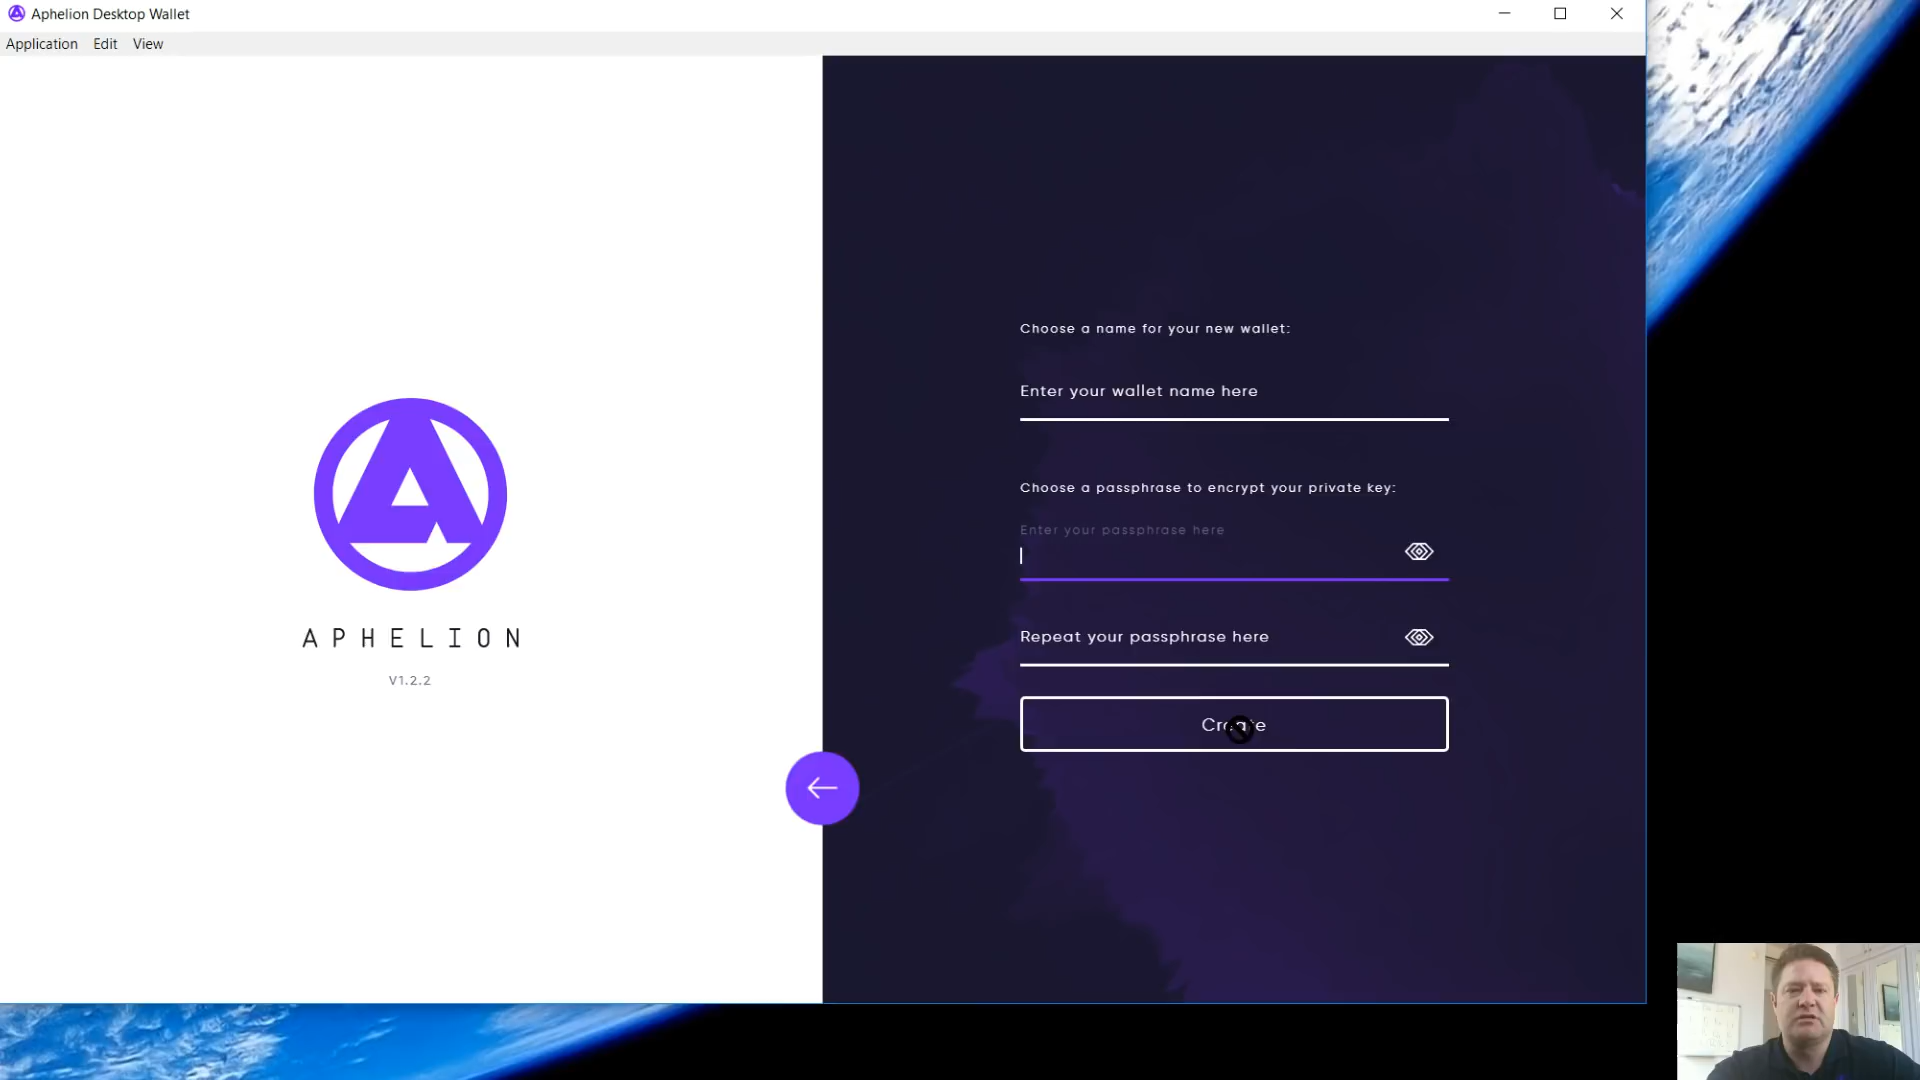 Aphelion Desktop Wallet
Application Edit View
Choose a name for your new wallet:
Enter your wallet name here
Choose a passphrase to encrypt your private key:
Enter your passphrase here
Repeat your passphrase here
Create
APHELION
V1.2.2